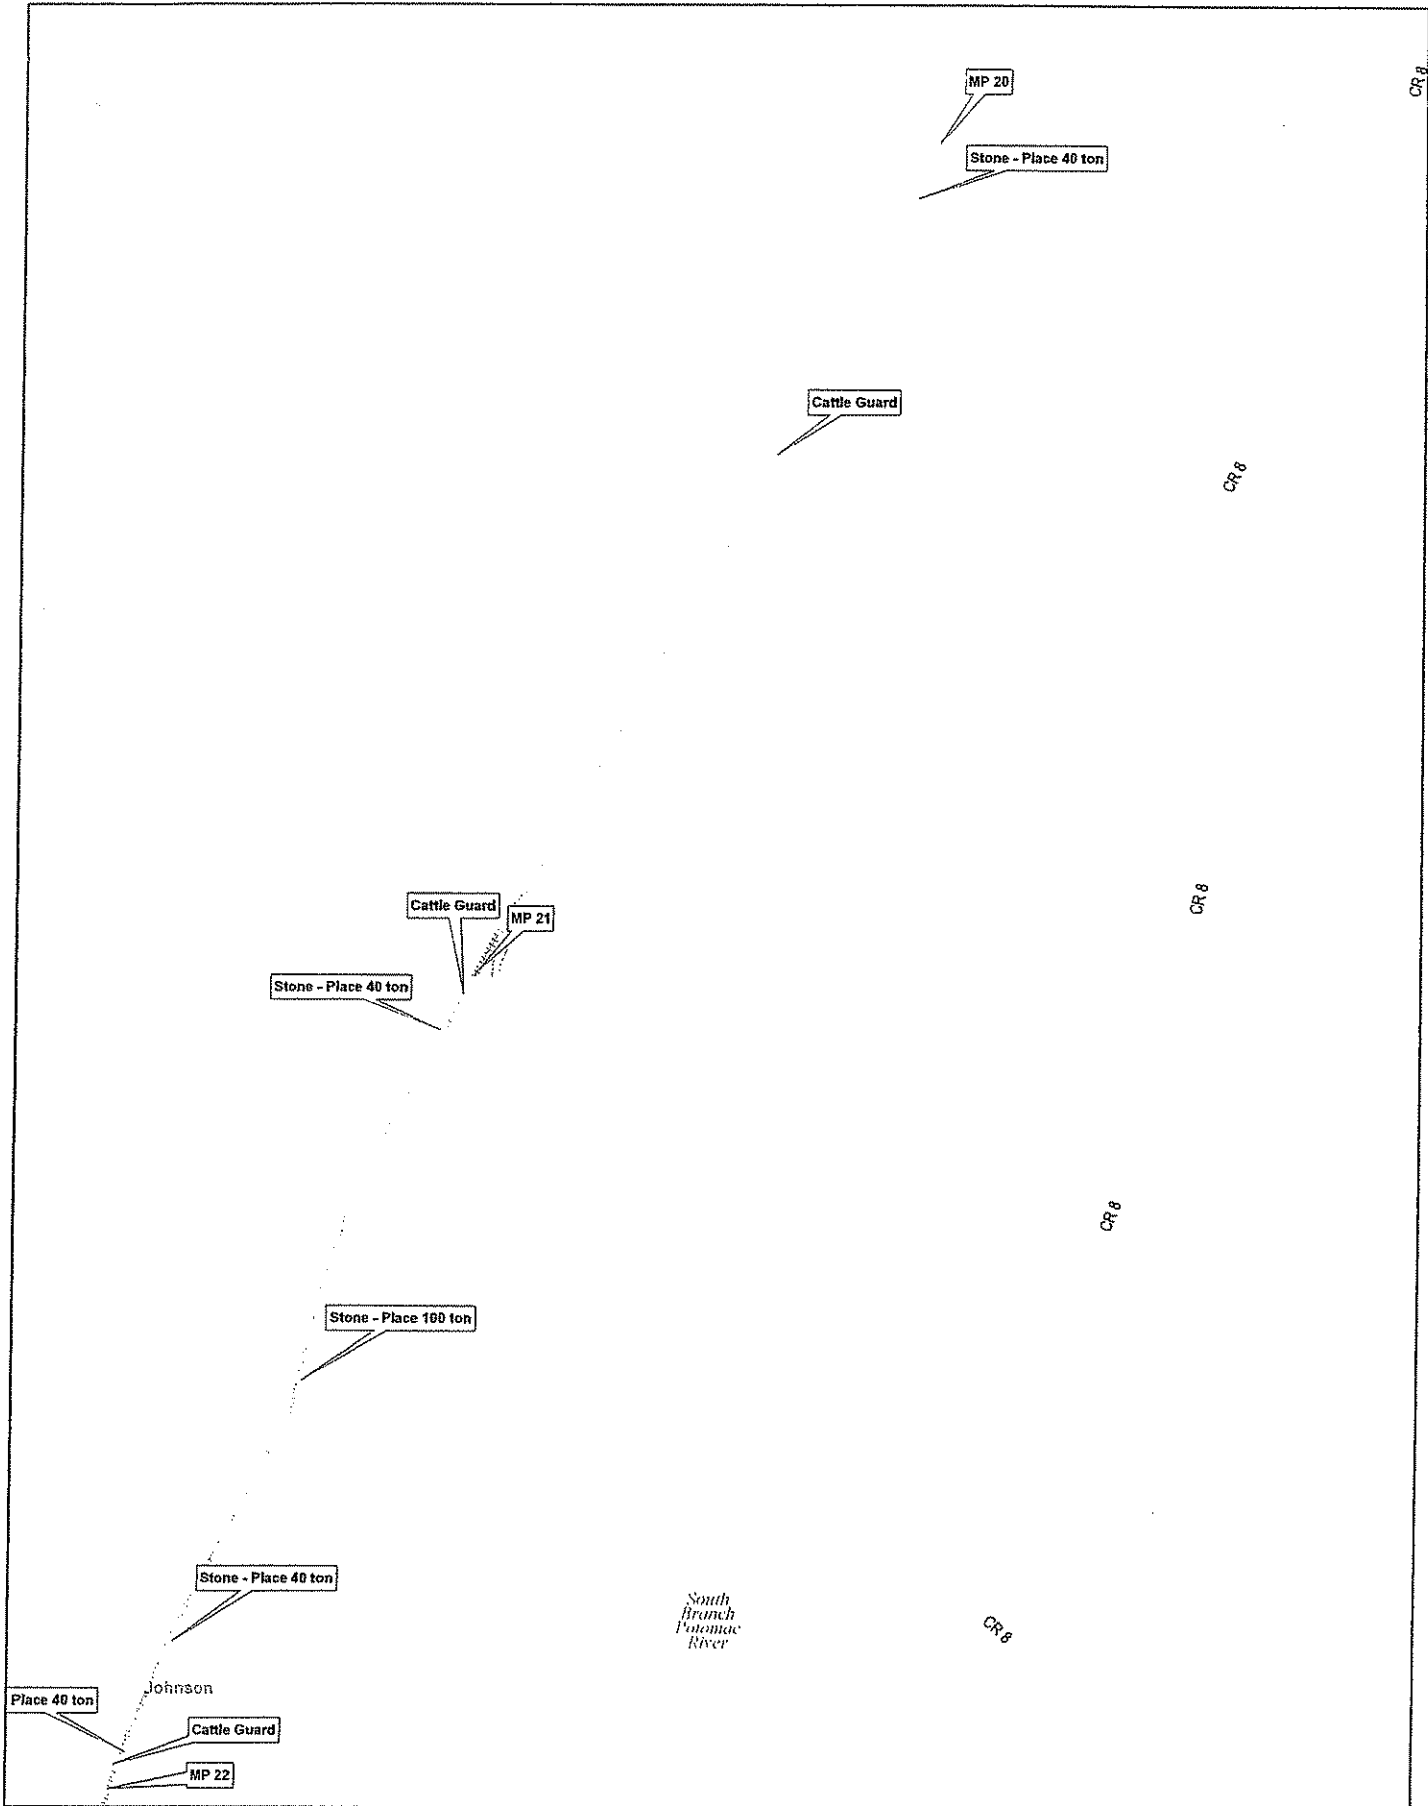 MP 20
CR 8
Stone - Place 40 ton
Cattle Guard
CR 8
Cattle Guard
MP 21
CR 8
Stone - Place 40 ton
CR 8
Stone - Place 100 ton
Stone - Place 40 ton
South
Branch
Potomac
River
CR 8
Johnson
Place 40 ton
Cattle Guard
MP 22